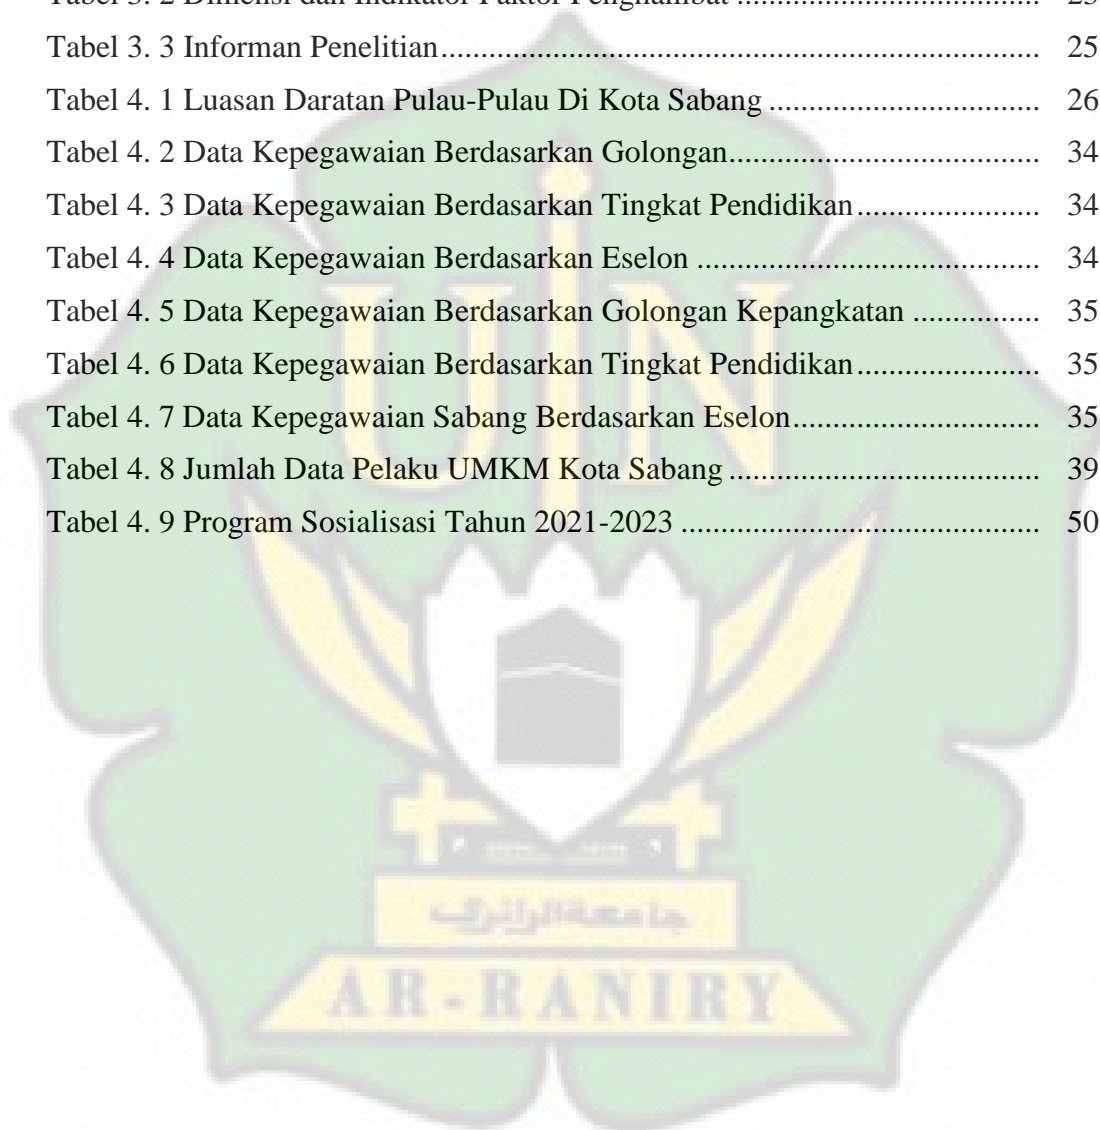 Tabel 3. 2 Dimensi dan Indikator Faktor Penghambat ................................ 23
Tabel 3. 3 Informan Penelitian ................................ 25
Tabel 4. 1 Luasan Daratan Pulau-Pulau Di Kota Sabang ................................ 26
Tabel 4. 2 Data Kepegawaian Berdasarkan Golongan ................................ 34
Tabel 4. 3 Data Kepegawaian Berdasarkan Tingkat Pendidikan ................................ 34
Tabel 4. 4 Data Kepegawaian Berdasarkan Eselon ................................ 34
Tabel 4. 5 Data Kepegawaian Berdasarkan Golongan Kepangkatan ................................ 35
Tabel 4. 6 Data Kepegawaian Berdasarkan Tingkat Pendidikan ................................ 35
Tabel 4. 7 Data Kepegawaian Sabang Berdasarkan Eselon ................................ 35
Tabel 4. 8 Jumlah Data Pelaku UMKM Kota Sabang ................................ 39
Tabel 4. 9 Program Sosialisasi Tahun 2021-2023 ................................ 50
UIN
جامعة الرانري
AR-RANIRY